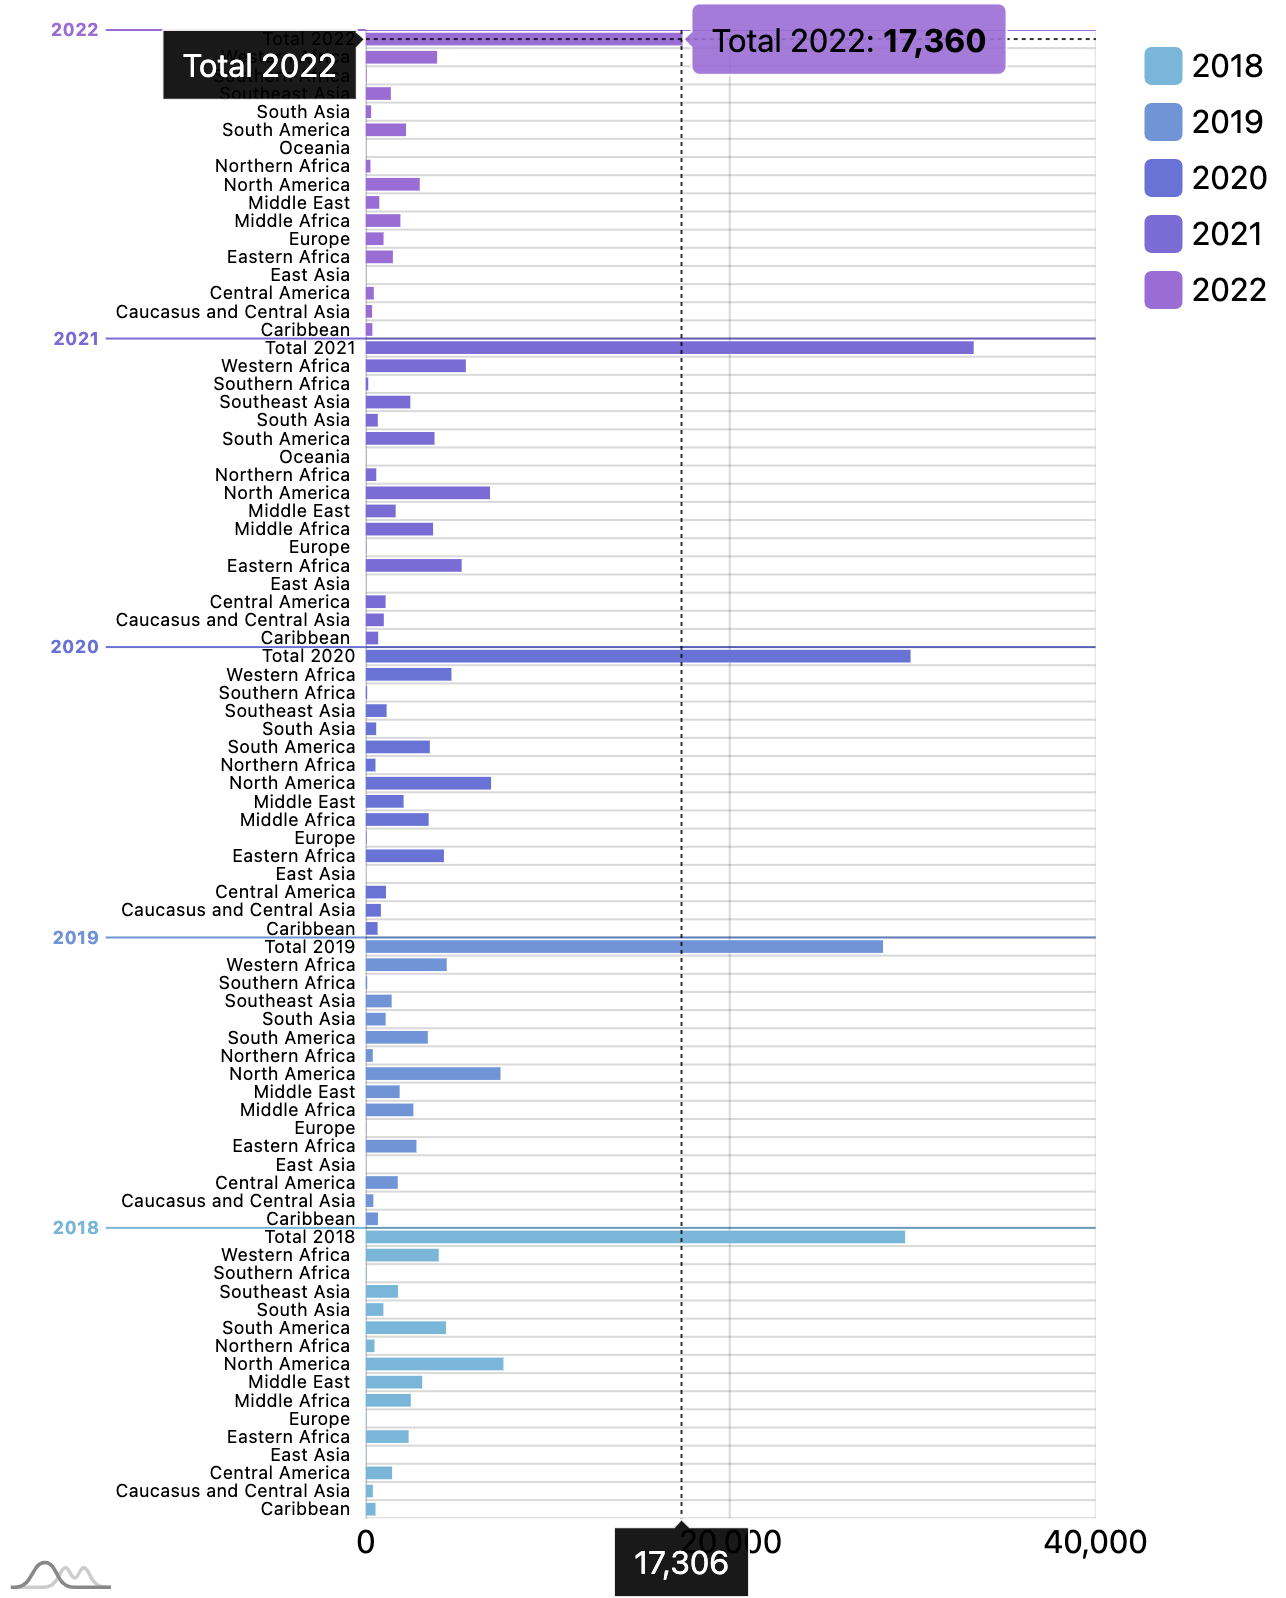 2022
Total 2022
Total 2022: 17,360
Total 2022
Southeast Asia
South Asia
South America
Oceania
Northern Africa
North America
Middle East
Middle Africa
Europe
Eastern Africa
East Asia
Central America
Caucasus and Central Asia
Caribbean
2021
Total 2021
Western Africa
Southern Africa
Southeast Asia
South Asia
South America
Oceania
Northern Africa
North America
Middle East
Middle Africa
Europe
Eastern Africa
East Asia
Central America
Caucasus and Central Asia
Caribbean
2020
Total 2020
Western Africa
Southern Africa
Southeast Asia
South Asia
South America
Northern Africa
North America
Middle East
Middle Africa
Europe
Eastern Africa
East Asia
Central America
Caucasus and Central Asia
Caribbean
2019
Total 2019
Western Africa
Southern Africa
Southeast Asia
South Asia
South America
Northern Africa
North America
Middle East
Middle Africa
Europe
Eastern Africa
East Asia
Central America
Caucasus and Central Asia
Caribbean
2018
Total 2018
Western Africa
Southern Africa
Southeast Asia
South Asia
South America
Northern Africa
North America
Middle East
Middle Africa
Europe
Eastern Africa
East Asia
Central America
Caucasus and Central Asia
Caribbean
0
20,000
40,000
17,306
2018
2019
2020
2021
2022